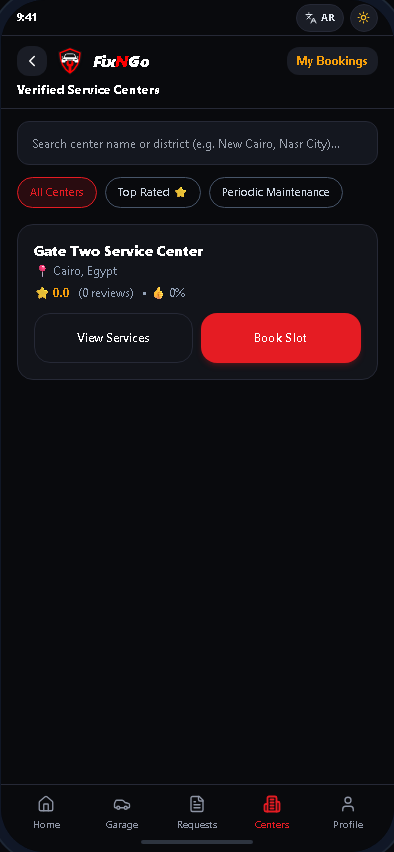 9:41
AR
FixNGo
My Bookings
Verified Service Centers
Search center name or district (e.g. New Cairo, Nasr City)...
All Centers
Top Rated ⭐
Periodic Maintenance
Gate Two Service Center
📍 Cairo, Egypt
⭐ 0.0 (0 reviews) • 👍 0%
View Services
Book Slot
Home
Garage
Requests
Centers
Profile